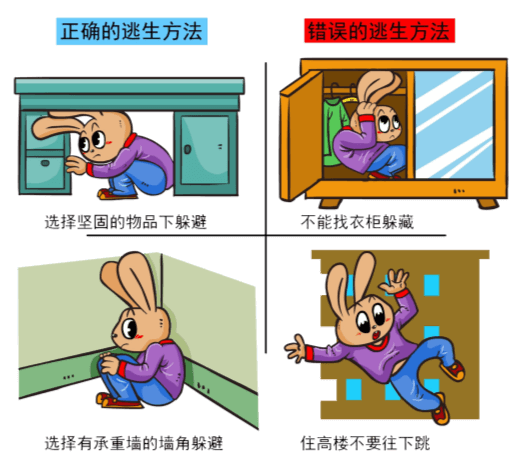 正确的逃生方法
错误的逃生方法
选择坚固的物品下躲避
不能找衣柜躲藏
选择有承重墙的墙角躲避
住高楼不要往下跳